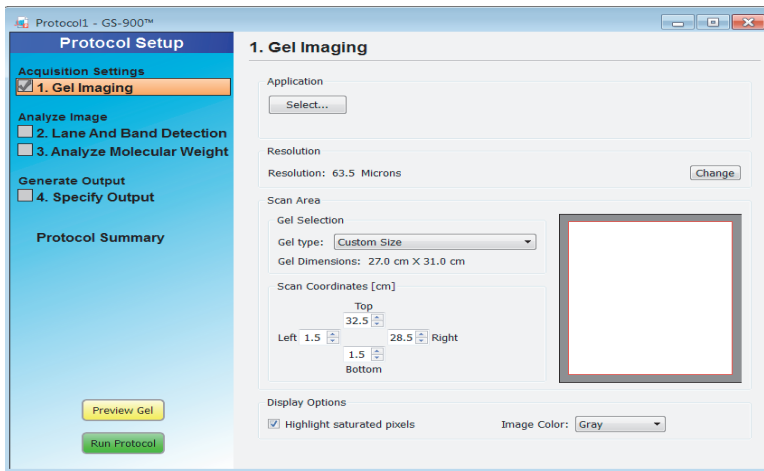 Protocol1 - GS-900™
Protocol Setup
Acquisition Settings
1. Gel Imaging
Analyze Image
2. Lane And Band Detection
3. Analyze Molecular Weight
Generate Output
4. Specify Output
Protocol Summary
Preview Gel
Run Protocol
1. Gel Imaging
Application
Select...
Resolution
Resolution: 63.5 Microns
Change
Scan Area
Gel Selection
Gel type: Custom Size
Gel Dimensions: 27.0 cm X 31.0 cm
Scan Coordinates [cm]
Top
32.5
Left 1.5 28.5 Right
1.5
Bottom
Display Options
Highlight saturated pixels Image Color: Gray